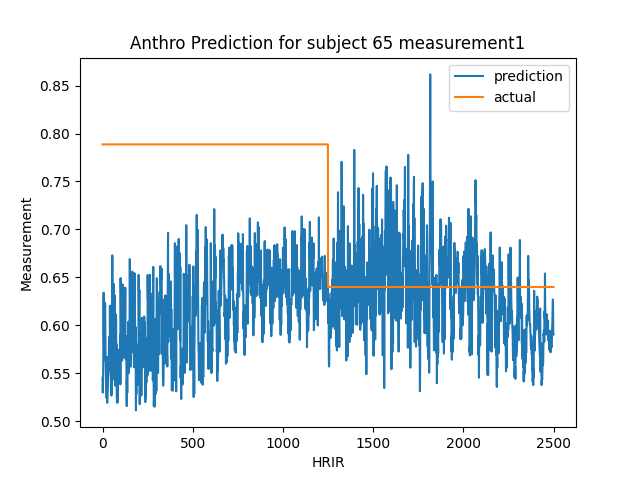 Anthro Prediction for subject 65 measurement1
prediction
actual
Measurement
0.85
0.80
0.75
0.70
0.65
0.60
0.55
0.50
0 500 1000 1500 2000 2500
HRIR